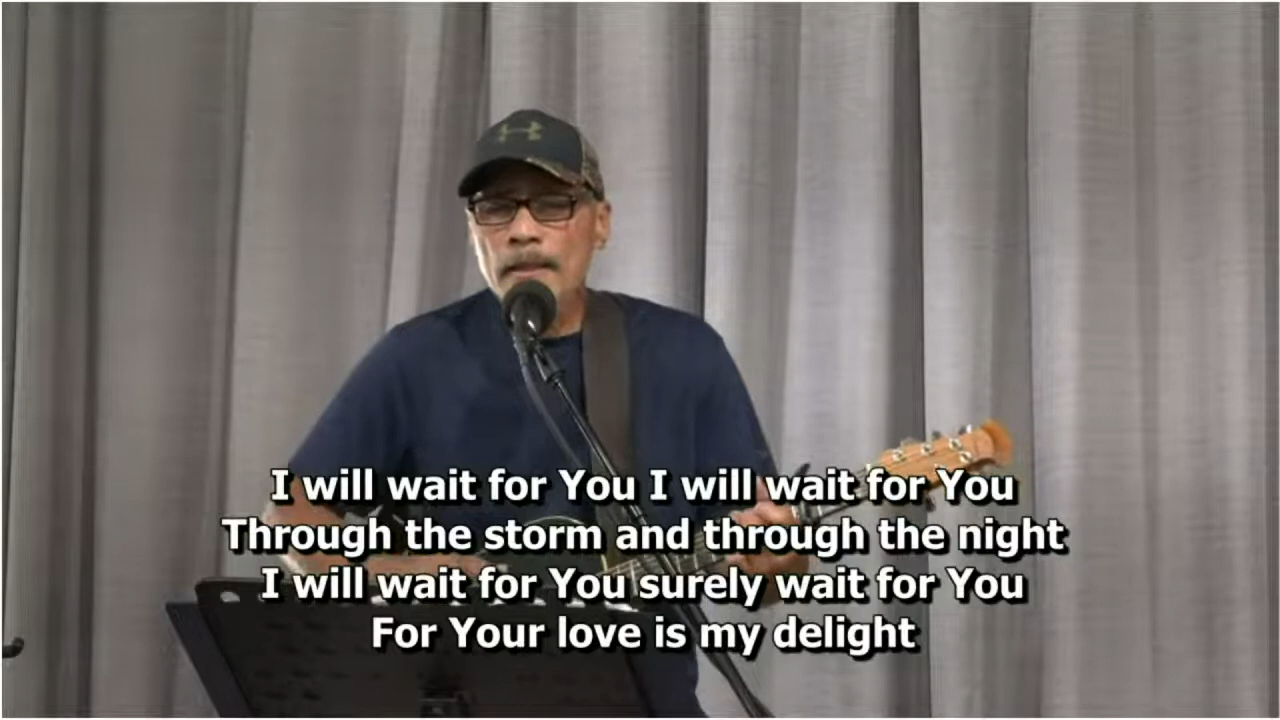 I will wait for You I will wait for You
Through the storm and through the night
I will wait for You surely wait for You
For Your love is my delight